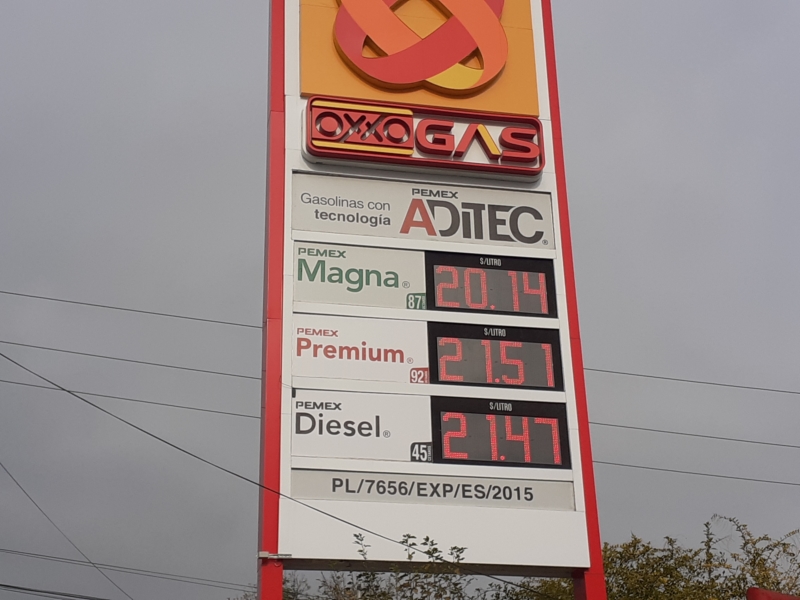 OXXO GAS
Gasolinas con
tecnología
PEMEX
ADITEC®
PEMEX
Magna®
87
$/LITRO
20.14
PEMEX
Premium®
92
$/LITRO
21.51
PEMEX
Diesel®
45
$/LITRO
21.47
PL/7656/EXP/ES/2015